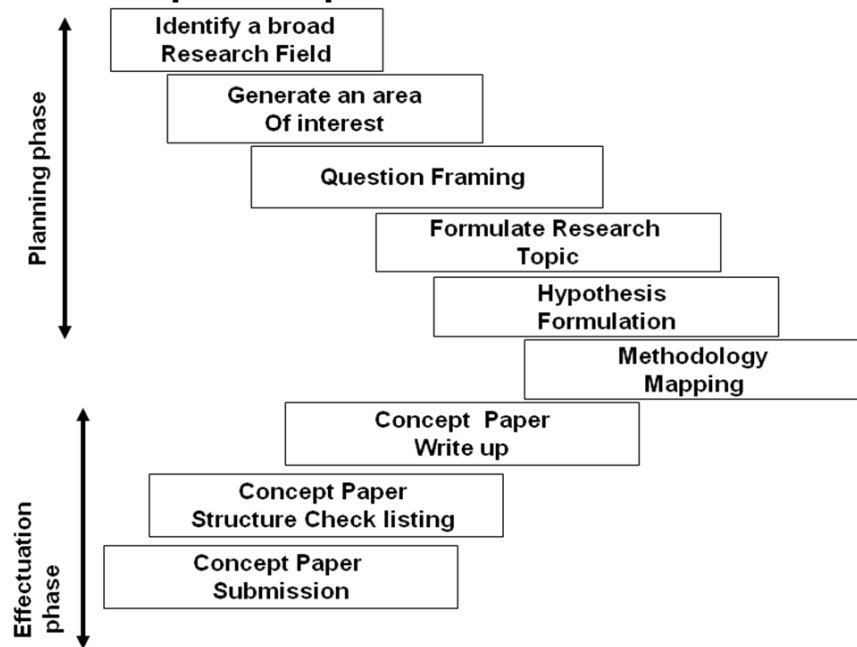 Identify a broad
Research Field
Generate an area
Of interest
Question Framing
Formulate Research
Topic
Hypothesis
Formulation
Methodology
Mapping
Planning phase
Concept Paper
Write up
Concept Paper
Structure Check listing
Concept Paper
Submission
Effectuation
phase